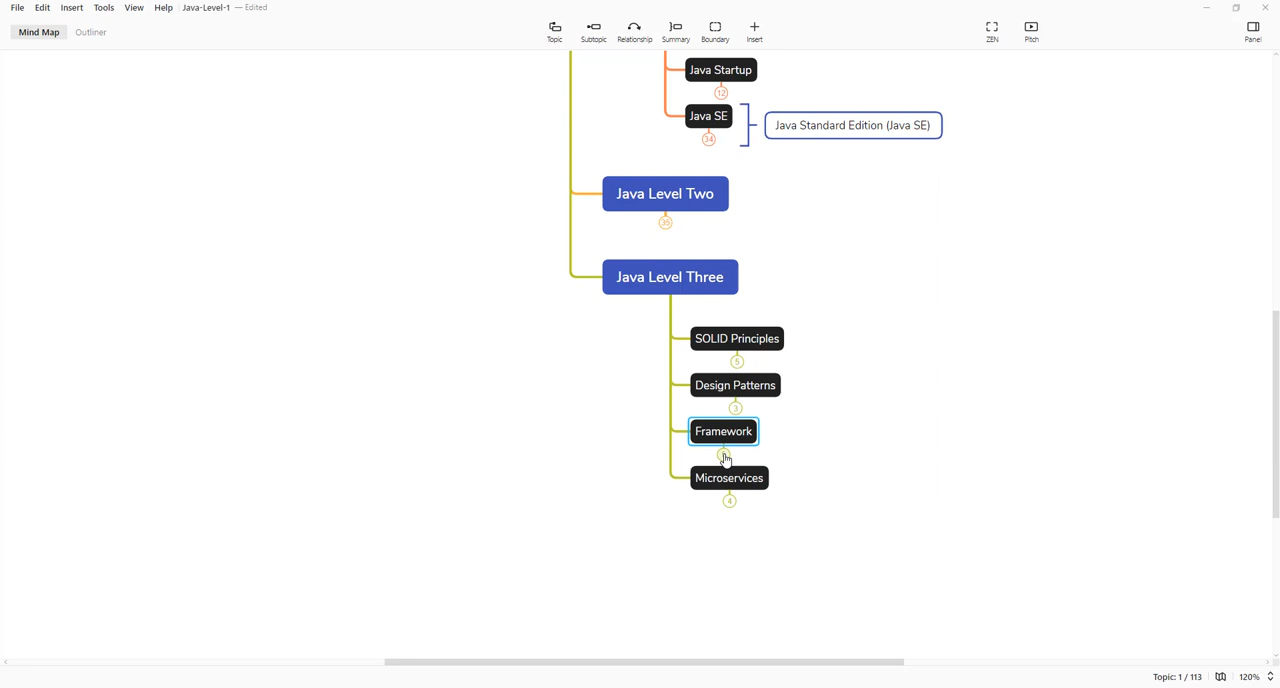 File Edit Insert Tools View Help Java-Level-1 — Edited
Mind Map Outliner
Topic Subtopic Relationship Summary Boundary Insert ZEN Pitch Panel
Java Startup
12
Java SE
Java Standard Edition (Java SE)
34
Java Level Two
35
Java Level Three
SOLID Principles
5
Design Patterns
3
Framework
Microservices
4
Topic: 1 / 113 120%